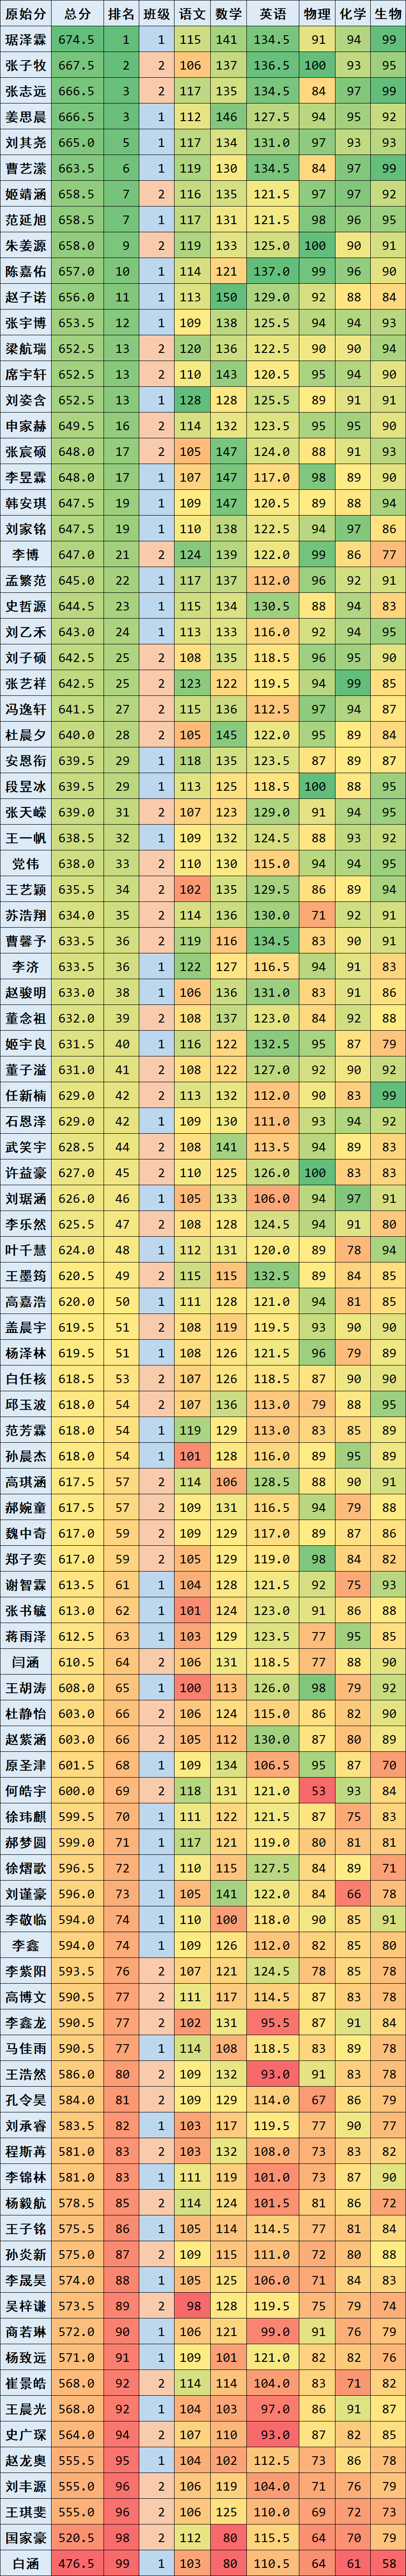 原始分 总分 排名 班级 语文 数学 英语 物理 化学 生物
琚泽霖 674.5 1 1 115 141 134.5 91 94 99
张子牧 667.5 2 2 106 137 136.5 100 93 95
张志远 666.5 3 2 117 135 134.5 84 97 99
姜思晨 666.5 3 1 112 146 127.5 94 95 92
刘其尧 665.0 5 1 117 134 131.0 97 93 93
曹艺潆 663.5 6 1 119 130 134.5 84 97 99
姬靖涵 658.5 7 2 116 135 121.5 97 97 92
范延旭 658.5 7 1 117 131 121.5 98 96 95
朱姜源 658.0 9 2 119 133 125.0 100 90 91
陈嘉佑 657.0 10 1 114 121 137.0 99 96 90
赵子诺 656.0 11 1 113 150 129.0 92 88 84
张宇博 653.5 12 1 109 138 125.5 94 94 93
梁航瑞 652.5 13 2 120 136 122.5 90 90 94
席宇轩 652.5 13 2 110 143 120.5 95 94 90
刘姿含 652.5 13 1 128 128 125.5 89 91 91
申家赫 649.5 16 2 114 132 123.5 95 95 90
张宸硕 648.0 17 2 105 147 124.0 88 91 93
李昱霖 648.0 17 1 107 147 117.0 98 89 90
韩安琪 647.5 19 1 109 147 120.5 89 88 94
刘家铭 647.5 19 1 110 138 122.5 94 97 86
李博 647.0 21 2 124 139 122.0 99 86 77
孟繁范 645.0 22 1 117 137 112.0 96 92 91
史哲源 644.5 23 1 115 134 130.5 88 94 83
刘乙禾 643.0 24 1 113 133 116.0 92 94 95
刘子硕 642.5 25 2 108 135 118.5 96 95 90
张艺祥 642.5 25 2 123 122 119.5 94 99 85
冯逸轩 641.5 27 2 115 136 112.5 97 94 87
杜晨夕 640.0 28 2 105 145 122.0 95 89 84
安恩衔 639.5 29 1 118 135 123.5 87 89 87
段昱冰 639.5 29 1 113 125 118.5 100 88 95
张天嵘 639.0 31 2 107 123 129.0 91 94 95
王一帆 638.5 32 1 109 132 124.5 88 93 92
党伟 638.0 33 2 110 130 115.0 94 94 95
王艺颖 635.5 34 2 102 135 129.5 86 89 94
苏浩翔 634.0 35 2 114 136 130.0 71 92 91
曹馨予 633.5 36 2 119 116 134.5 83 90 91
李济 633.5 36 1 122 127 116.5 94 91 83
赵骏明 633.0 38 1 106 136 131.0 83 91 86
董念祖 632.0 39 2 108 137 123.0 84 92 88
姬宇良 631.5 40 1 116 122 132.5 95 87 79
董子溢 631.0 41 2 108 122 127.0 92 90 92
任新楠 629.0 42 2 113 132 112.0 90 83 99
石恩泽 629.0 42 1 109 130 111.0 93 94 92
武笑宇 628.5 44 2 108 141 113.5 94 89 83
许益豪 627.0 45 2 110 125 126.0 100 83 83
刘琚涵 626.0 46 1 105 133 106.0 94 97 91
李乐然 625.5 47 2 108 128 124.5 94 91 80
叶千慧 624.0 48 1 112 131 120.0 89 78 94
王墨筠 620.5 49 2 115 115 132.5 89 84 85
高嘉浩 620.0 50 1 111 128 121.0 94 81 85
盖晨宇 619.5 51 2 108 119 119.5 93 90 90
杨泽林 619.5 51 1 108 126 121.5 96 79 89
白任核 618.5 53 2 107 126 118.5 87 90 90
邱玉波 618.0 54 2 107 136 113.0 79 88 95
范芳霖 618.0 54 1 119 129 113.0 83 85 89
孙晨杰 618.0 54 1 101 128 116.0 89 95 89
高琪涵 617.5 57 2 114 106 128.5 88 90 91
郝婉童 617.5 57 2 109 131 116.5 94 79 88
魏中奇 617.0 59 2 109 129 117.0 89 87 86
郑子奕 617.0 59 2 105 129 119.0 98 84 82
谢智霖 613.5 61 1 104 128 121.5 92 75 93
张书毓 613.0 62 1 101 124 123.0 91 86 88
蒋雨泽 612.5 63 1 103 129 123.5 77 95 85
闫涵 610.5 64 2 106 131 118.5 77 88 90
王胡涛 608.0 65 1 100 113 126.0 98 79 92
杜静怡 603.0 66 2 106 124 115.0 86 82 90
赵紫涵 603.0 66 2 105 112 130.0 87 80 89
原圣津 601.5 68 1 109 134 106.5 95 87 70
何皓宇 600.0 69 2 118 131 121.0 53 93 84
徐玮麒 599.5 70 1 111 122 121.5 87 75 83
郝梦圆 599.0 71 1 117 121 119.0 80 81 81
徐熠歌 596.5 72 1 110 115 127.5 84 89 71
刘谨豪 596.0 73 1 105 141 122.0 84 66 78
李敬临 594.0 74 1 110 100 118.0 90 85 91
李鑫 594.0 74 1 109 126 112.0 82 85 80
李紫阳 593.5 76 2 107 121 124.5 78 85 78
高博文 590.5 77 2 111 117 114.5 87 83 78
李鑫龙 590.5 77 2 102 131 95.5 87 91 84
马佳雨 590.5 77 1 114 108 118.5 83 89 78
王浩然 586.0 80 2 109 132 93.0 91 83 78
孔令昊 584.0 81 2 109 129 114.0 67 86 79
刘承睿 583.5 82 1 103 117 119.5 77 90 77
程斯苒 581.0 83 2 103 132 108.0 73 83 82
李锦林 581.0 83 1 111 119 101.0 73 87 90
杨毅航 578.5 85 2 114 124 101.5 81 86 72
王子铭 575.5 86 1 105 114 114.5 77 81 84
孙炎新 575.0 87 2 109 115 111.0 72 80 88
李晟昊 574.0 88 1 105 125 106.0 71 84 83
吴梓谦 573.5 89 2 98 128 119.5 75 79 74
商若琳 572.0 90 1 106 121 99.0 91 76 79
杨致远 571.0 91 1 109 101 121.0 82 82 76
崔景皓 568.0 92 2 114 114 104.0 83 71 82
王晨光 568.0 92 1 104 103 97.0 86 91 87
史广琛 564.0 94 2 107 110 93.0 87 82 85
赵龙奥 555.5 95 1 104 102 112.5 73 86 78
刘丰源 555.0 96 2 106 119 104.0 71 76 79
王琪斐 555.0 96 2 106 125 110.0 69 72 73
国家豪 520.5 98 2 112 80 115.5 64 70 79
白涵 476.5 99 1 103 80 110.5 64 61 58